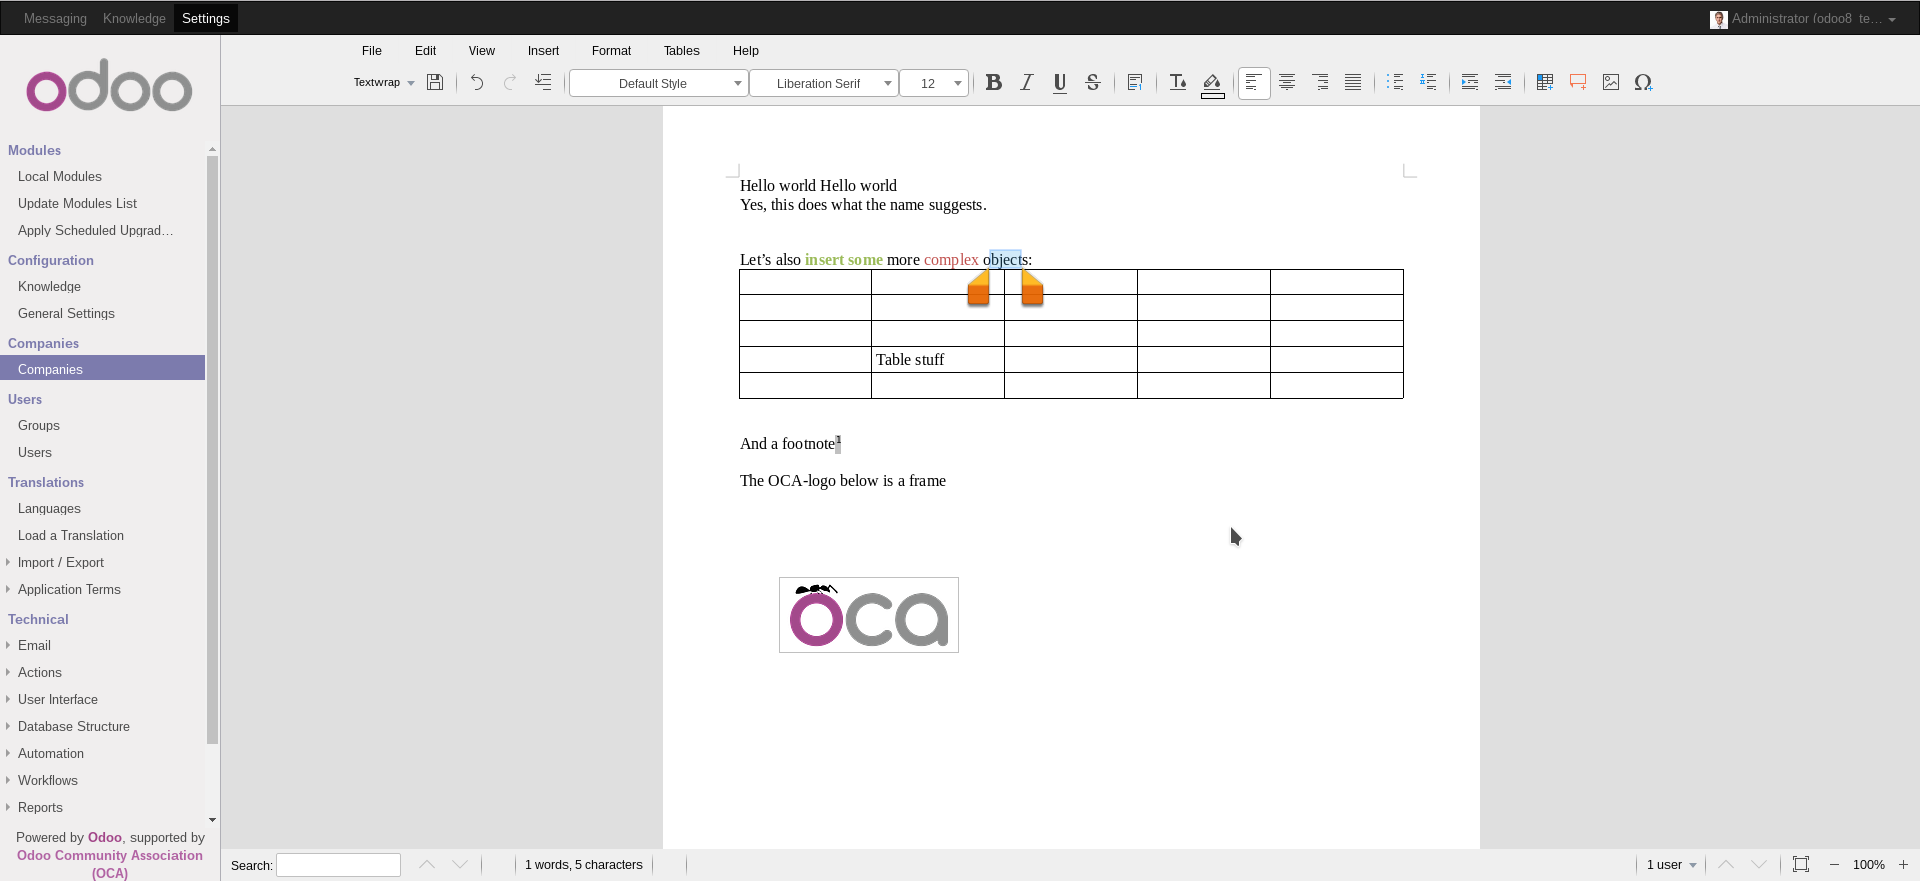 Messaging Knowledge Settings Administrator (odoo8_te…
odoo
File Edit View Insert Format Tables Help
Textwrap Default Style Liberation Serif 12 B I U
Modules
Local Modules
Update Modules List
Apply Scheduled Upgrad…
Configuration
Knowledge
General Settings
Companies
Companies
Users
Groups
Users
Translations
Languages
Load a Translation
Import / Export
Application Terms
Technical
Email
Actions
User Interface
Database Structure
Automation
Workflows
Reports
Powered by Odoo, supported by
Odoo Community Association
(OCA)
Hello world Hello world
Yes, this does what the name suggests.
Let’s also insert some more complex objects:
Table stuff
And a footnote1
The OCA-logo below is a frame
oca
Search: 1 words, 5 characters 1 user 100%